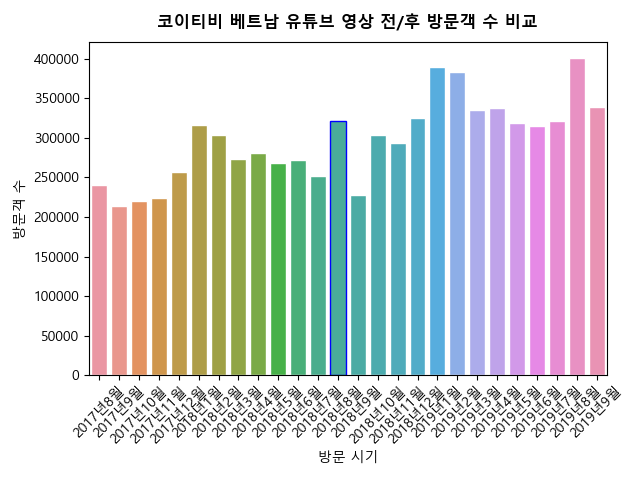 코이티비 베트남 유튜브 영상 전/후 방문객 수 비교
방문객 수
400000
350000
300000
250000
200000
150000
100000
50000
0
2017년8월
2017년9월
2017년10월
2017년11월
2017년12월
2018년1월
2018년2월
2018년3월
2018년4월
2018년5월
2018년6월
2018년7월
2018년8월
2018년9월
2018년10월
2018년11월
2018년12월
2019년1월
2019년2월
2019년3월
2019년4월
2019년5월
2019년6월
2019년7월
2019년8월
2019년9월
방문 시기